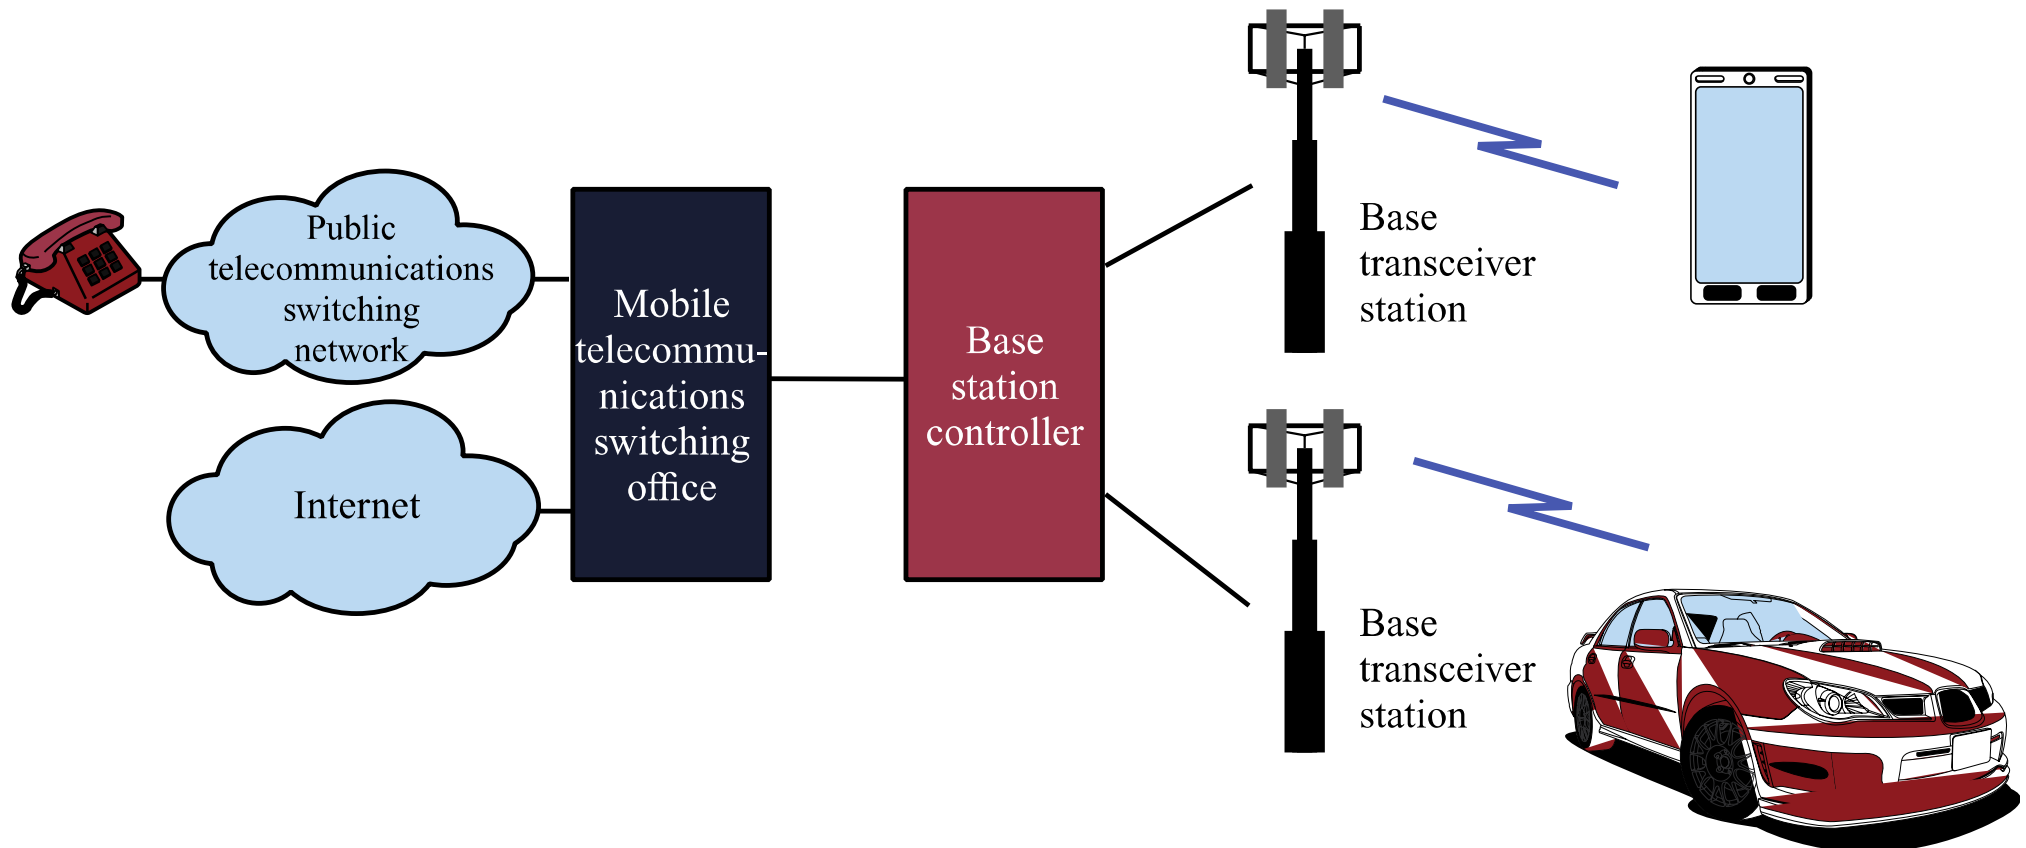 Public
telecommunications
switching
network
Internet
Mobile
telecommu-
nications
switching
office
Base
station
controller
Base
transceiver
station
Base
transceiver
station